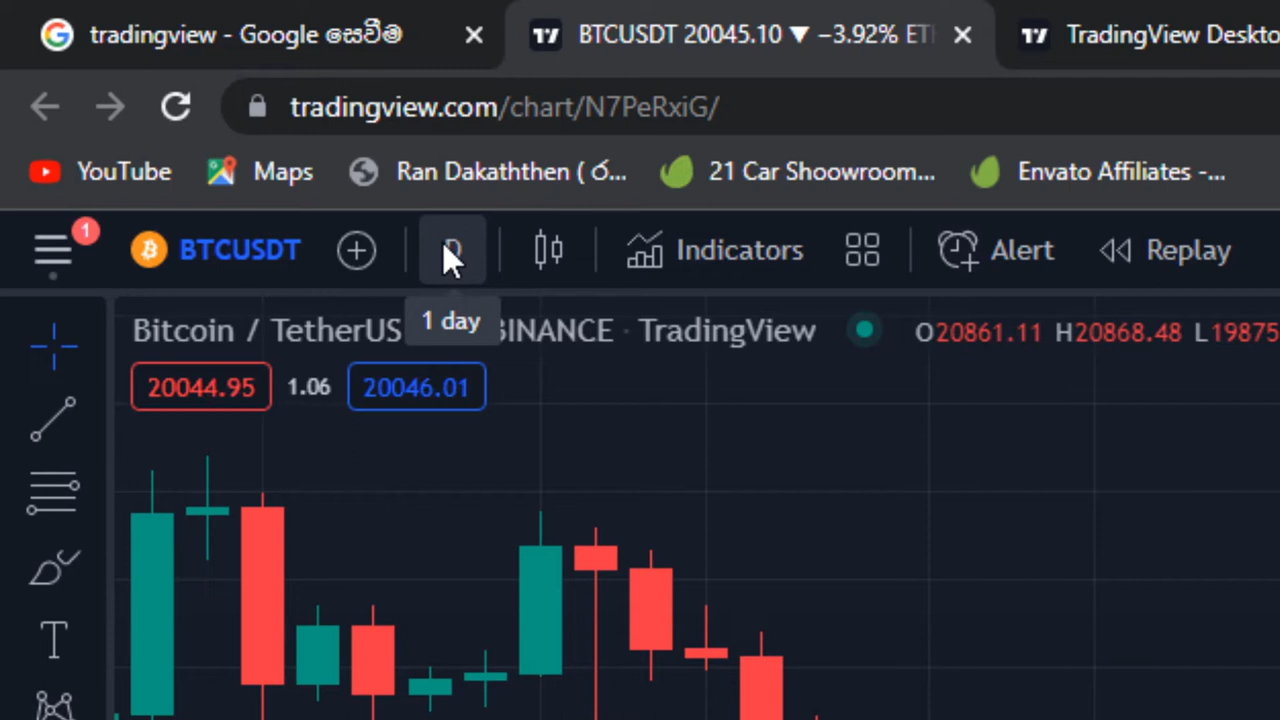 tradingview - Google සෙවීම
BTCUSDT 20045.10 ▼ −3.92% ET
TradingView Deskto
tradingview.com/chart/N7PeRxiG/
YouTube
Maps
Ran Dakaththen ( ර්...
21 Car Shoowroom...
Envato Affiliates -...
1
BTCUSDT
D
Indicators
Alert
Replay
1 day
Bitcoin / TetherUS
BINANCE · TradingView
O20861.11 H20868.48 L19875
20044.95 1.06 20046.01
T